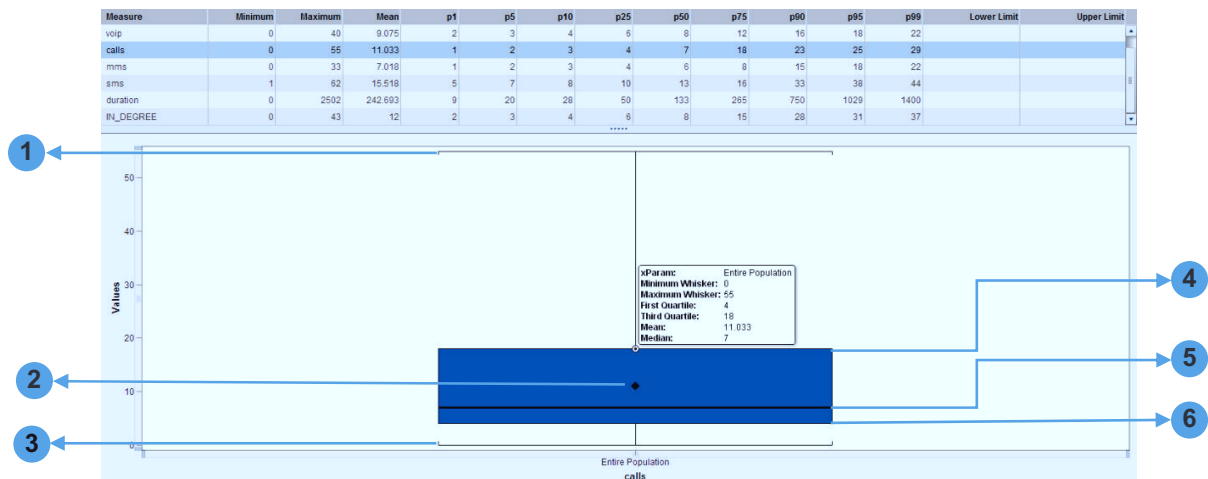 Measure Minimum Maximum Mean p1 p5 p10 p25 p50 p75 p90 p95 p99 Lower Limit Upper Limit
voip 0 40 9.075 2 3 4 6 8 12 16 18 22
calls 0 55 11.033 1 2 3 4 7 18 23 25 29
mms 0 33 7.018 1 2 3 4 6 8 15 18 22
sms 1 62 15.518 5 7 8 10 13 16 33 38 44
duration 0 2502 242.693 9 20 28 50 133 265 750 1029 1400
IN_DEGREE 0 43 12 2 3 4 6 8 15 28 31 37
1
50
40
xParam: Entire Population
Minimum Whisker: 0
Maximum Whisker: 55
First Quartile: 4
Third Quartile: 18
Mean: 11.033
Median: 7
4
30
Values
20
5
2
10
6
3
0
Entire Population
calls